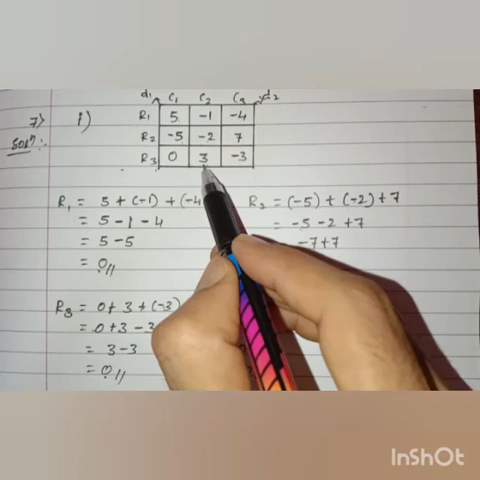 d1 C1 C2 C3 d2
7) i) R1 5 -1 -4
Solⁿ:- R2 -5 -2 7
R3 0 3 -3
R1 = 5 + (-1) + (-4 R2 = (-5) + (-2) + 7
= 5 - 1 - 4 = -5 - 2 + 7
= 5 - 5 -7 + 7
= 0//
R3 = 0 + 3 + (-3)
= 0 + 3 - 3
= 3 - 3
= 0//
InShOt